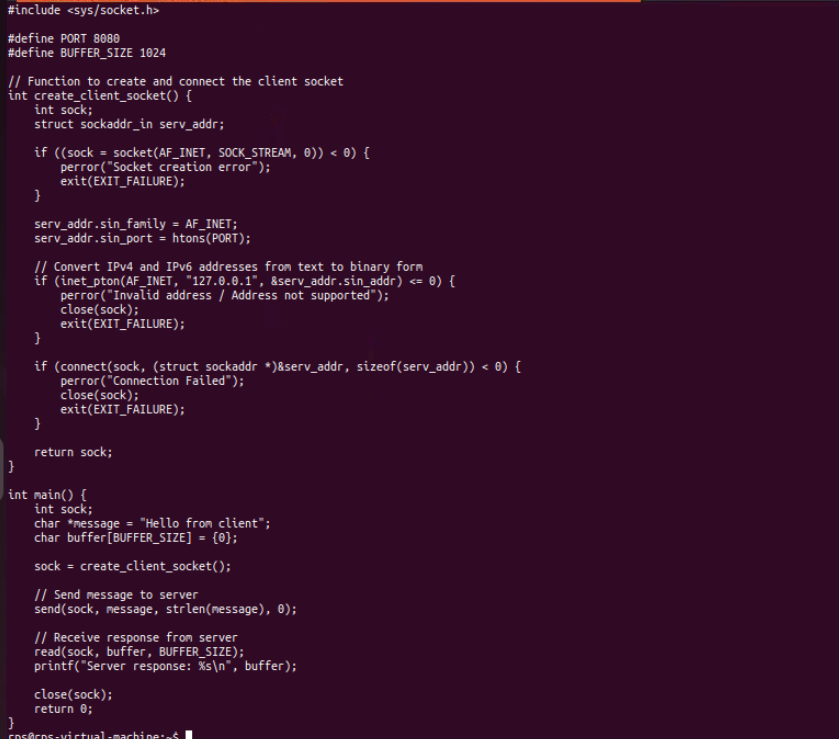 #include <sys/socket.h>

#define PORT 8080
#define BUFFER_SIZE 1024

// Function to create and connect the client socket
int create_client_socket() {
    int sock;
    struct sockaddr_in serv_addr;

    if ((sock = socket(AF_INET, SOCK_STREAM, 0)) < 0) {
        perror("Socket creation error");
        exit(EXIT_FAILURE);
    }

    serv_addr.sin_family = AF_INET;
    serv_addr.sin_port = htons(PORT);

    // Convert IPv4 and IPv6 addresses from text to binary form
    if (inet_pton(AF_INET, "127.0.0.1", &serv_addr.sin_addr) <= 0) {
        perror("Invalid address / Address not supported");
        close(sock);
        exit(EXIT_FAILURE);
    }

    if (connect(sock, (struct sockaddr *)&serv_addr, sizeof(serv_addr)) < 0) {
        perror("Connection Failed");
        close(sock);
        exit(EXIT_FAILURE);
    }

    return sock;
}

int main() {
    int sock;
    char *message = "Hello from client";
    char buffer[BUFFER_SIZE] = {0};

    sock = create_client_socket();

    // Send message to server
    send(sock, message, strlen(message), 0);

    // Receive response from server
    read(sock, buffer, BUFFER_SIZE);
    printf("Server response: %s\n", buffer);

    close(sock);
    return 0;
}
rps@rps-virtual-machine:~$